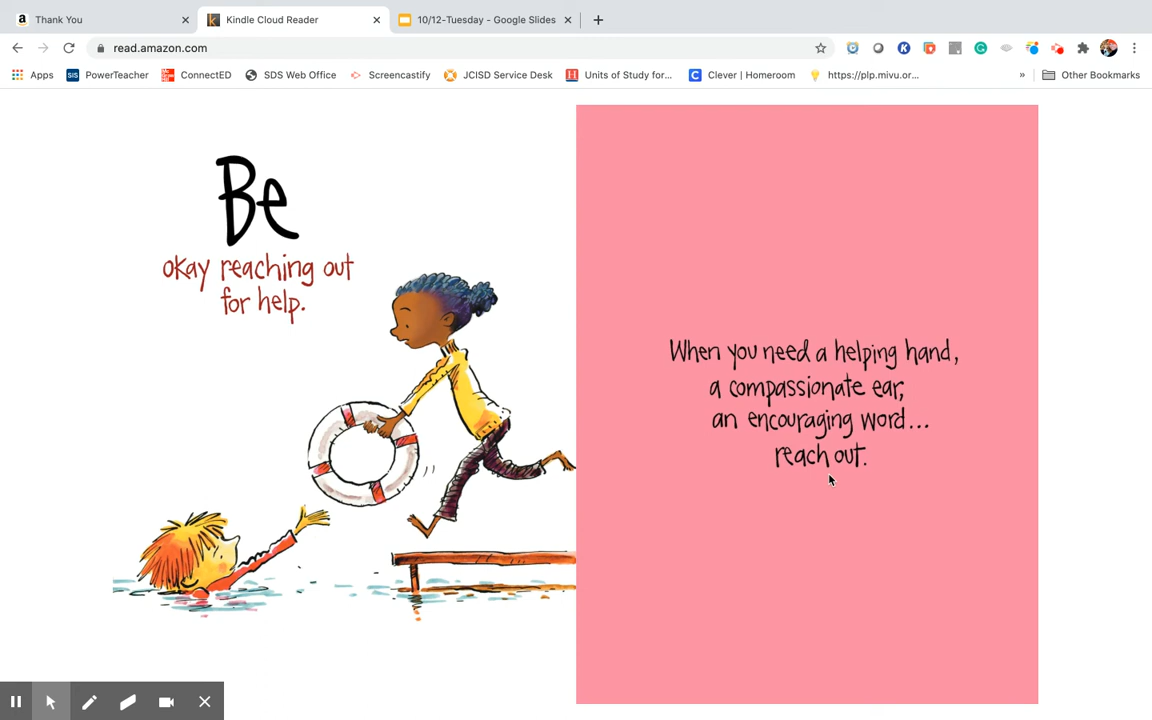 Thank You
Kindle Cloud Reader
10/12-Tuesday - Google Slides
read.amazon.com
Apps
SIS
PowerTeacher
ConnectED
SDS Web Office
Screencastify
JCISD Service Desk
Units of Study for...
Clever | Homeroom
https://plp.mivu.or...
»
Other Bookmarks
Be
okay reaching out
for help.
When you need a helping hand,
a compassionate ear,
an encouraging word...
reach out.